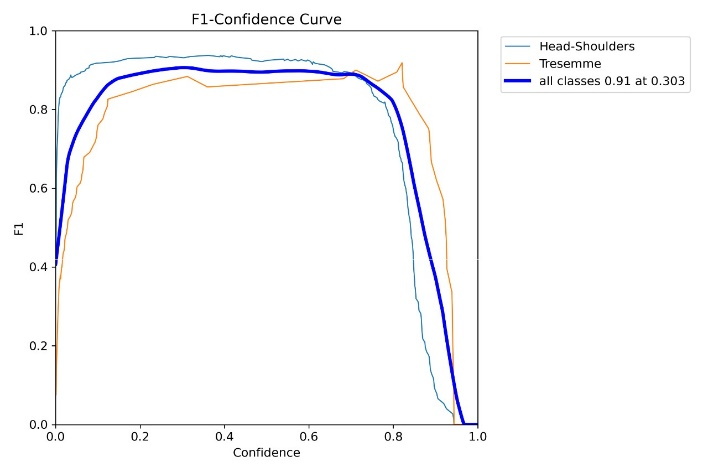 F1-Confidence Curve
Head-Shoulders
Tresemme
all classes 0.91 at 0.303
1.0
0.8
0.6
0.4
0.2
0.0
F1
0.0 0.2 0.4 0.6 0.8 1.0
Confidence